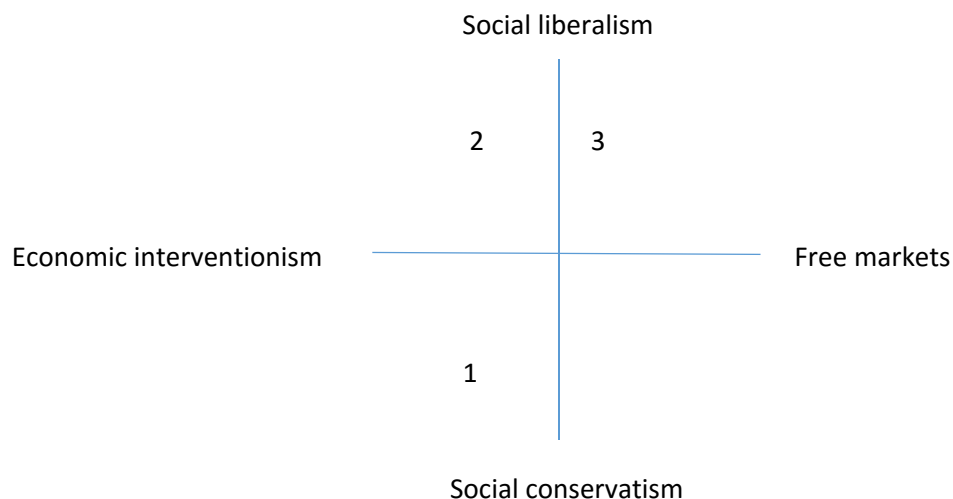 Social liberalism
2 3
Economic interventionism Free markets
1
Social conservatism